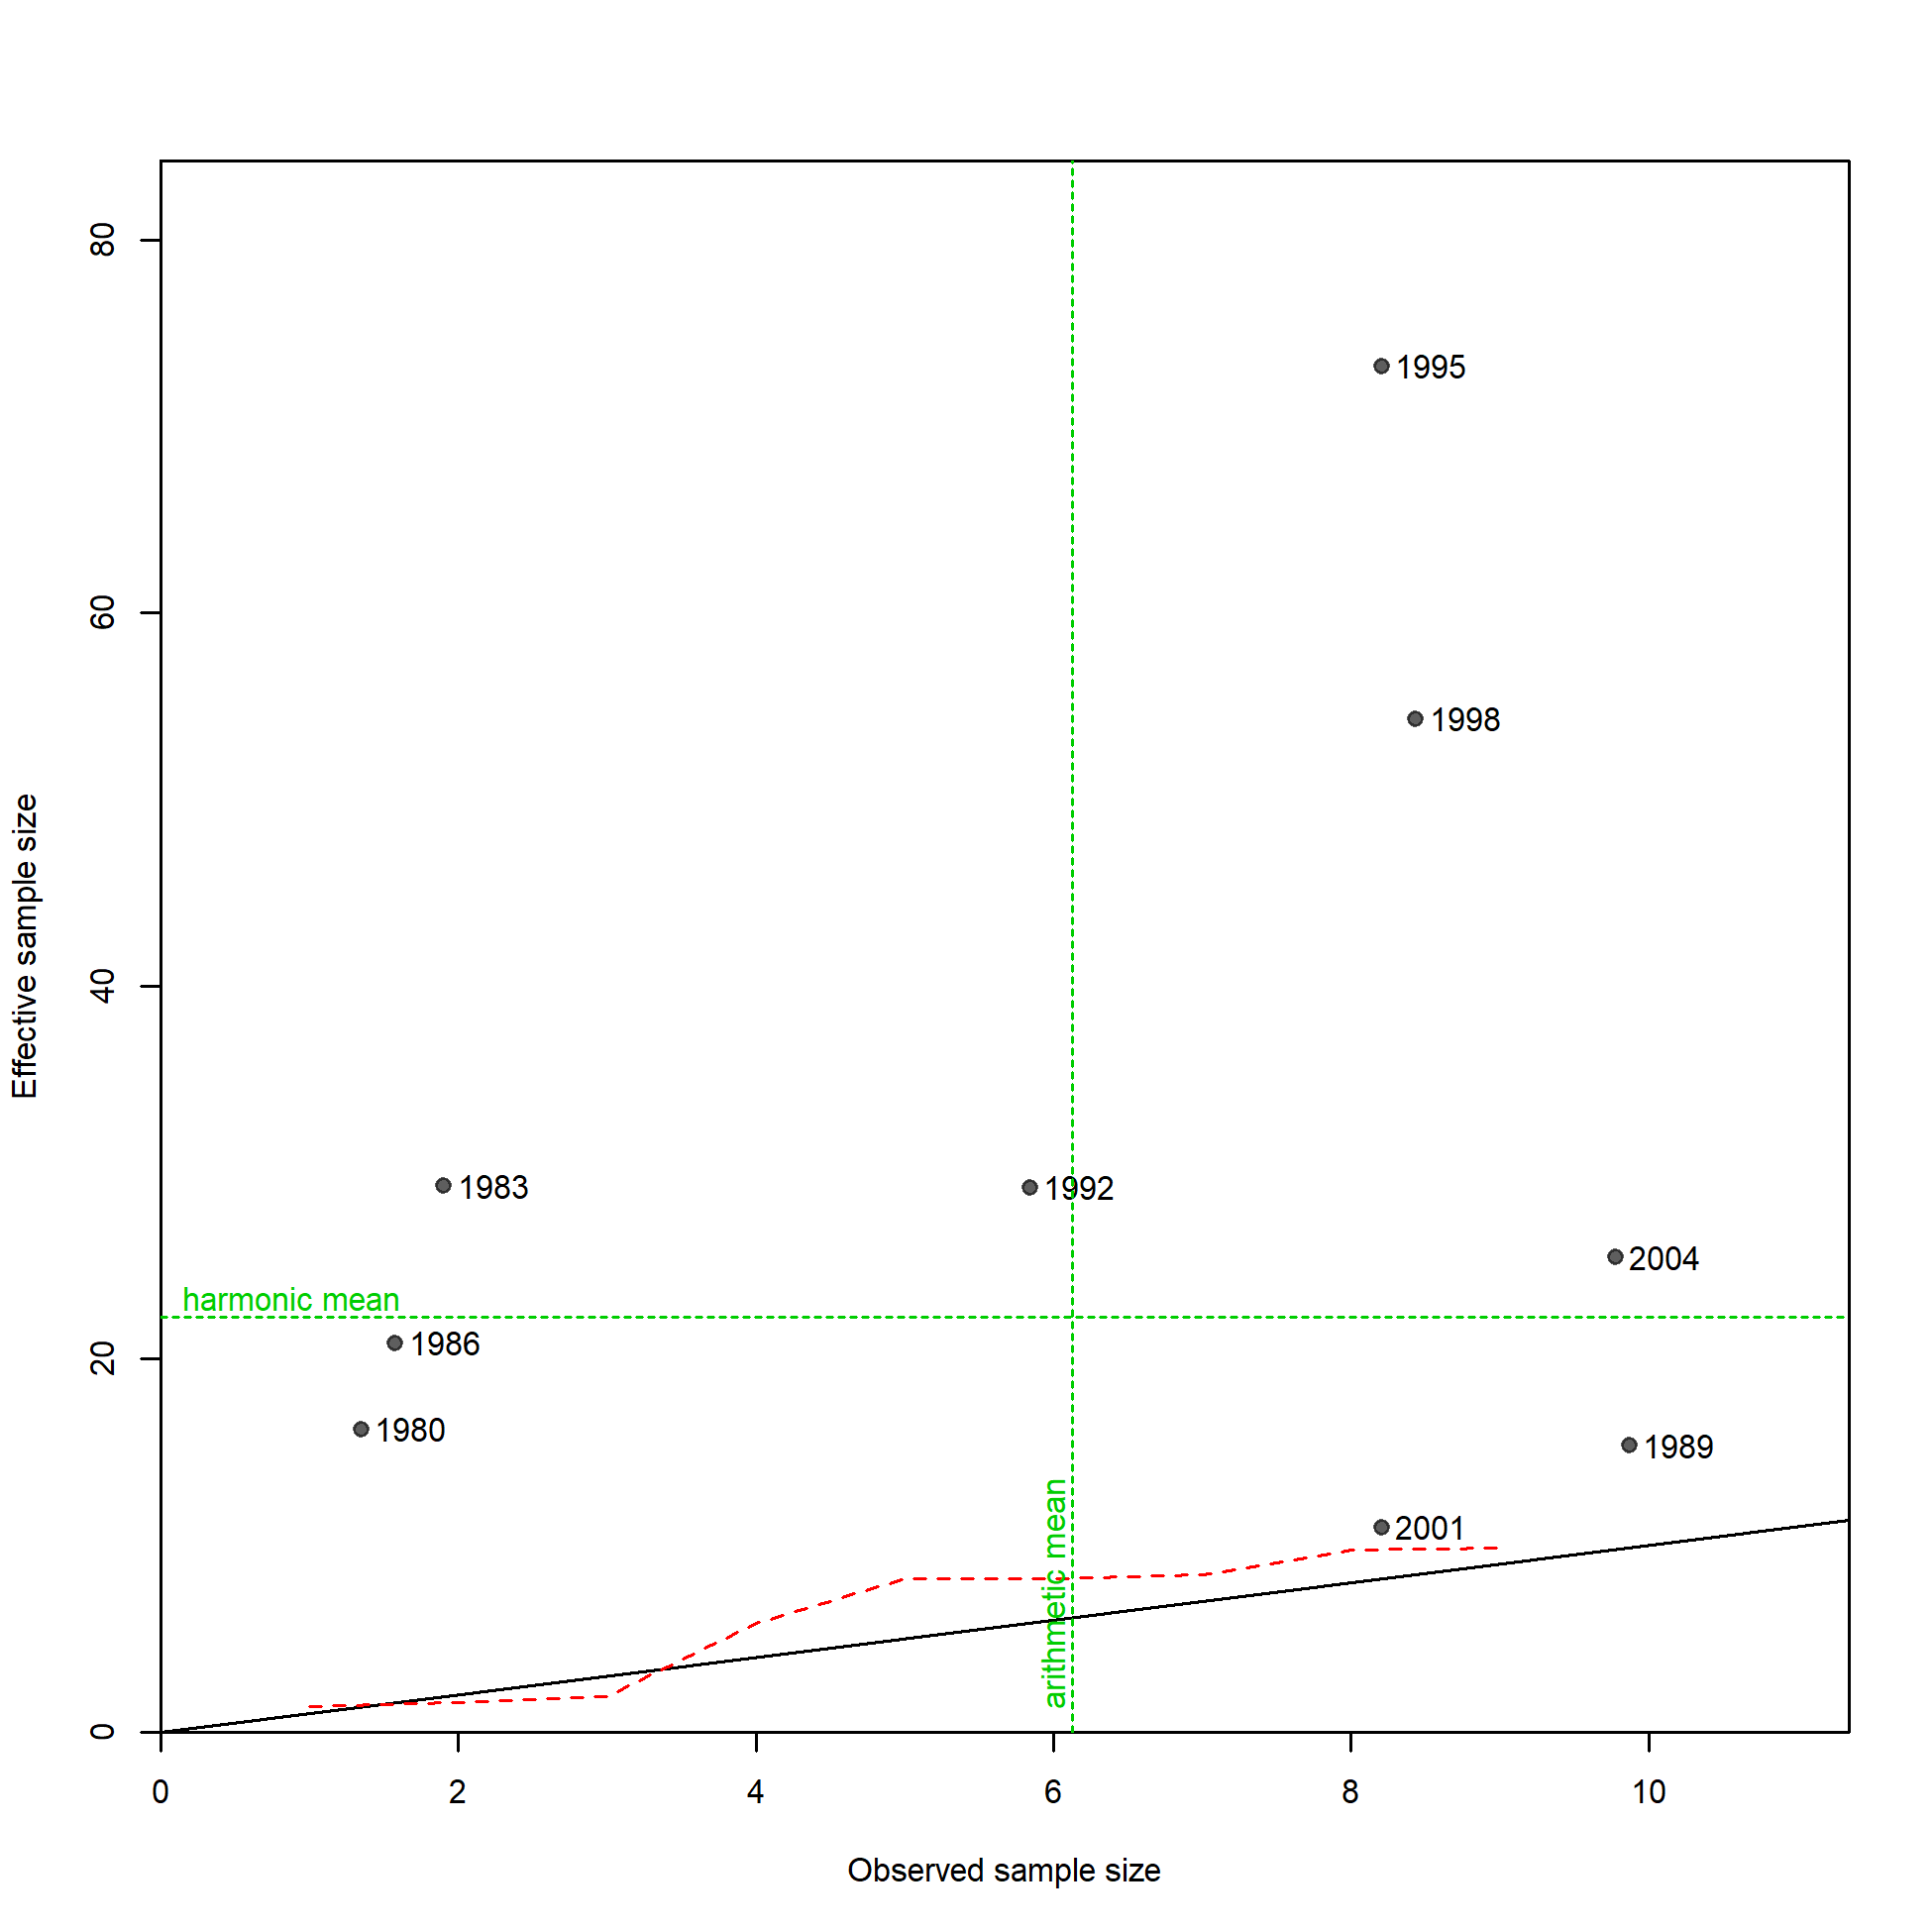 80
60
40
20
0
Effective sample size
1995
1998
1983
1992
2004
harmonic mean
1986
1980
1989
2001
arithmetic mean
0 2 4 6 8 10
Observed sample size